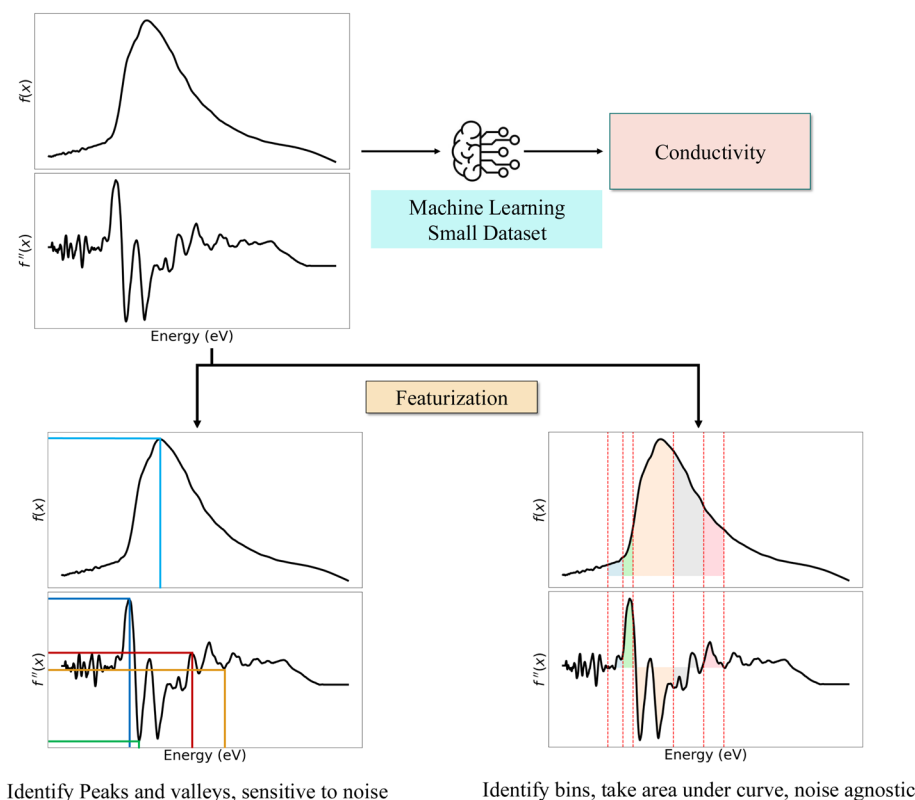 f(x)
f''(x)
Energy (eV)
Machine Learning
Small Dataset
Conductivity
Featurization
f(x)
f''(x)
Energy (eV)
Identify Peaks and valleys, sensitive to noise
f(x)
f''(x)
Energy (eV)
Identify bins, take area under curve, noise agnostic